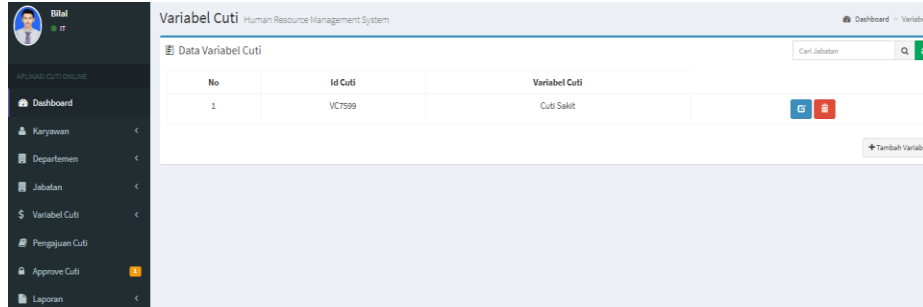 Bilal
IT
APLIKASI CUTI ONLINE
Dashboard
Karyawan
Departemen
Jabatan
Variabel Cuti
Pengajuan Cuti
Approve Cuti 1
Laporan
Variabel Cuti Human Resource Management System
Dashboard > Variab
Data Variabel Cuti
Cari Jabatan
No Id Cuti Variabel Cuti
1 VC7599 Cuti Sakit
+ Tambah Variab